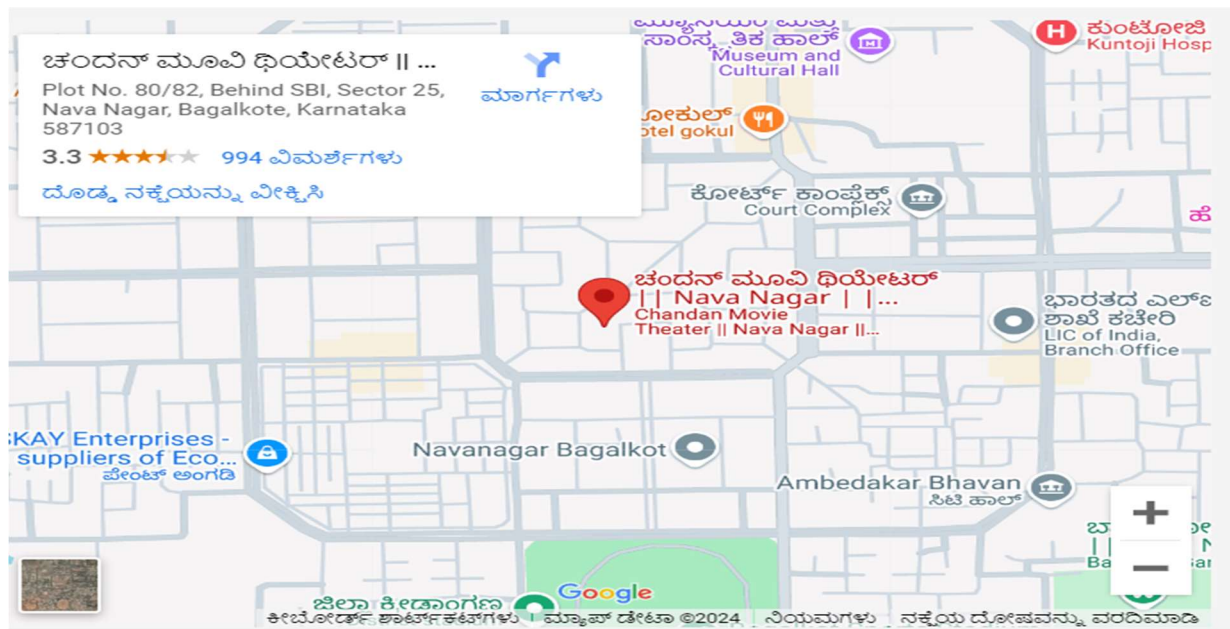 ಚಂದನ್ ಮೂವಿ ಥಿಯೇಟರ್ || ...
Plot No. 80/82, Behind SBI, Sector 25,
Nava Nagar, Bagalkote, Karnataka
587103
3.3
994 ವಿಮರ್ಶೆಗಳು
ದೊಡ್ಡ ನಕ್ಷೆಯನ್ನು ವೀಕ್ಷಿಸಿ
ಮಾರ್ಗಗಳು
ಮ್ಯೂಸಿಯಂ ಮತ್ತು
ಸಾಂಸ್ಕೃತಿಕ ಹಾಲ್
Museum and
Cultural Hall
H
ಕುಂಟೋಜಿ
Kuntoji Hosp
ೋಕುಲ್
otel gokul
ಕೋರ್ಟ್ ಕಾಂಪ್ಲೆಕ್ಸ್
Court Complex
ಹೆ
ಚಂದನ್ ಮೂವಿ ಥಿಯೇಟರ್
|| Nava Nagar | |...
Chandan Movie
Theater || Nava Nagar ||...
ಭಾರತದ ಎಲ್ಐ
ಶಾಖೆ ಕಚೇರಿ
LIC of India,
Branch Office
SKAY Enterprises -
suppliers of Eco...
ಪೇಂಟ್ ಅಂಗಡಿ
Navanagar Bagalkot
Ambedakar Bhavan
ಸಿಟಿ ಹಾಲ್
+
−
ಜಿಲ್ಲಾ ಕ್ರೀಡಾಂಗಣ
Google
ಕೀಬೋರ್ಡ್ ಶಾರ್ಟ್‌ಕಟ್‌ಗಳು ಮ್ಯಾಪ್ ಡೇಟಾ ©2024 ನಿಯಮಗಳು ನಕ್ಷೆಯ ದೋಷವನ್ನು ವರದಿಮಾಡಿ